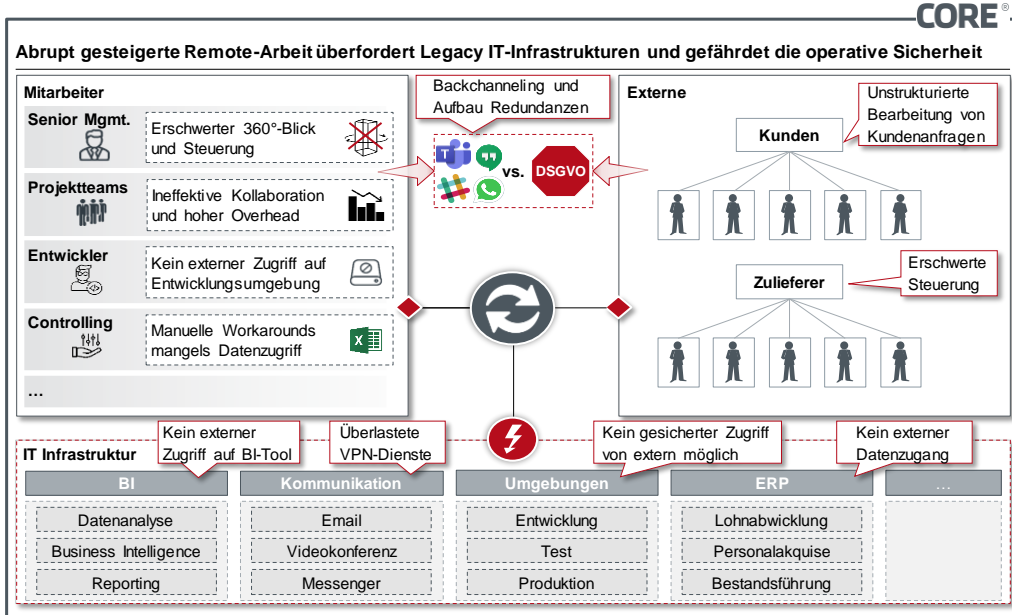 CORE®
Abrupt gesteigerte Remote-Arbeit überfordert Legacy IT-Infrastrukturen und gefährdet die operative Sicherheit
Mitarbeiter
Senior Mgmt.
Erschwerter 360°-Blick
und Steuerung
Projektteams
Ineffektive Kollaboration
und hoher Overhead
Entwickler
Kein externer Zugriff auf
Entwicklungsumgebung
Controlling
Manuelle Workarounds
mangels Datenzugriff
X
...
Backchanneling und
Aufbau Redundanzen
T
vs.
DSGVO
Externe
Unstrukturierte
Bearbeitung von
Kundenanfragen
Kunden
Erschwerte
Steuerung
Zulieferer
IT Infrastruktur
Kein externer
Zugriff auf BI-Tool
Überlastete
VPN-Dienste
Kein gesicherter Zugriff
von extern möglich
Kein externer
Datenzugang
BI
Datenanalyse
Business Intelligence
Reporting
Kommunikation
Email
Videokonferenz
Messenger
Umgebungen
Entwicklung
Test
Produktion
ERP
Lohnabwicklung
Personalakquise
Bestandsführung
...